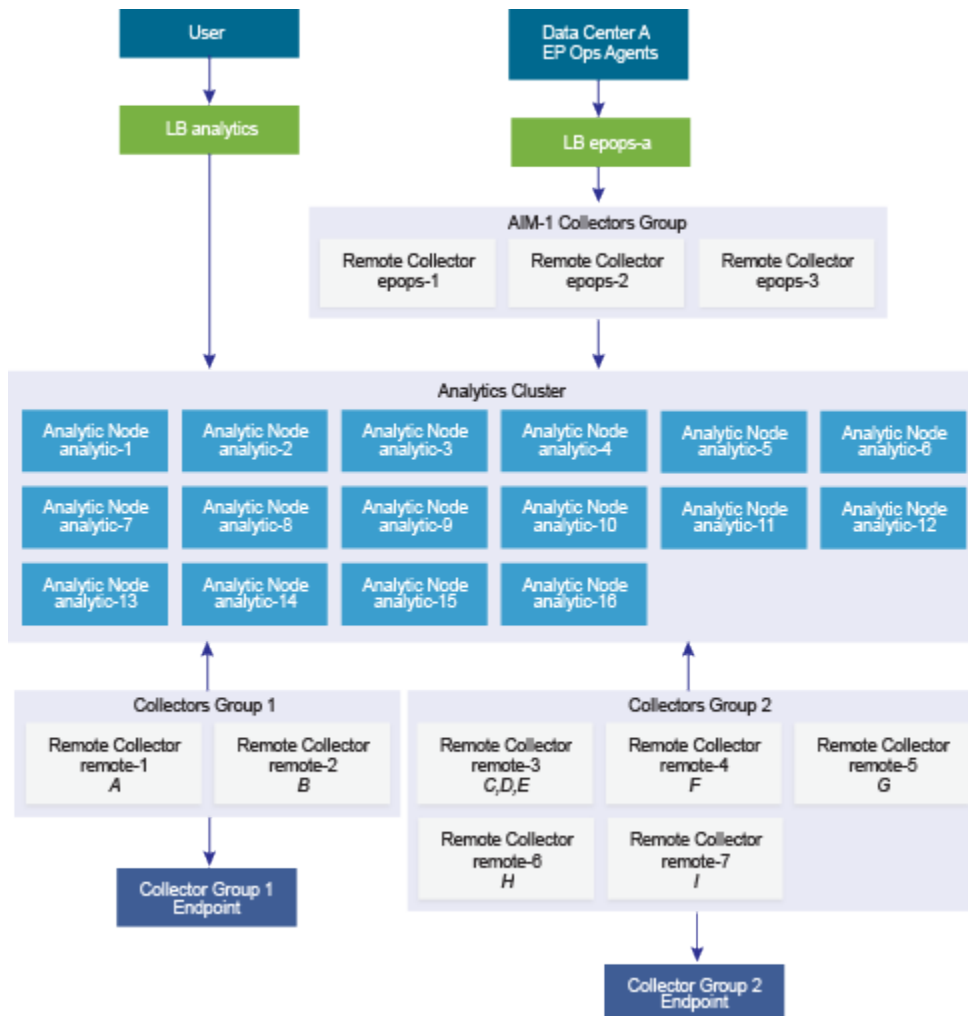 User
Data Center A
EP Ops Agents
LB analytics
LB epops-a
AIM-1 Collectors Group
Remote Collector
epops-1
Remote Collector
epops-2
Remote Collector
epops-3
Analytics Cluster
Analytic Node
analytic-1
Analytic Node
analytic-2
Analytic Node
analytic-3
Analytic Node
analytic-4
Analytic Node
analytic-5
Analytic Node
analytic-6
Analytic Node
analytic-7
Analytic Node
analytic-8
Analytic Node
analytic-9
Analytic Node
analytic-10
Analytic Node
analytic-11
Analytic Node
analytic-12
Analytic Node
analytic-13
Analytic Node
analytic-14
Analytic Node
analytic-15
Analytic Node
analytic-16
Collectors Group 1
Remote Collector
remote-1
A
Remote Collector
remote-2
B
Collector Group 1
Endpoint
Collectors Group 2
Remote Collector
remote-3
C,D,E
Remote Collector
remote-4
F
Remote Collector
remote-5
G
Remote Collector
remote-6
H
Remote Collector
remote-7
I
Collector Group 2
Endpoint